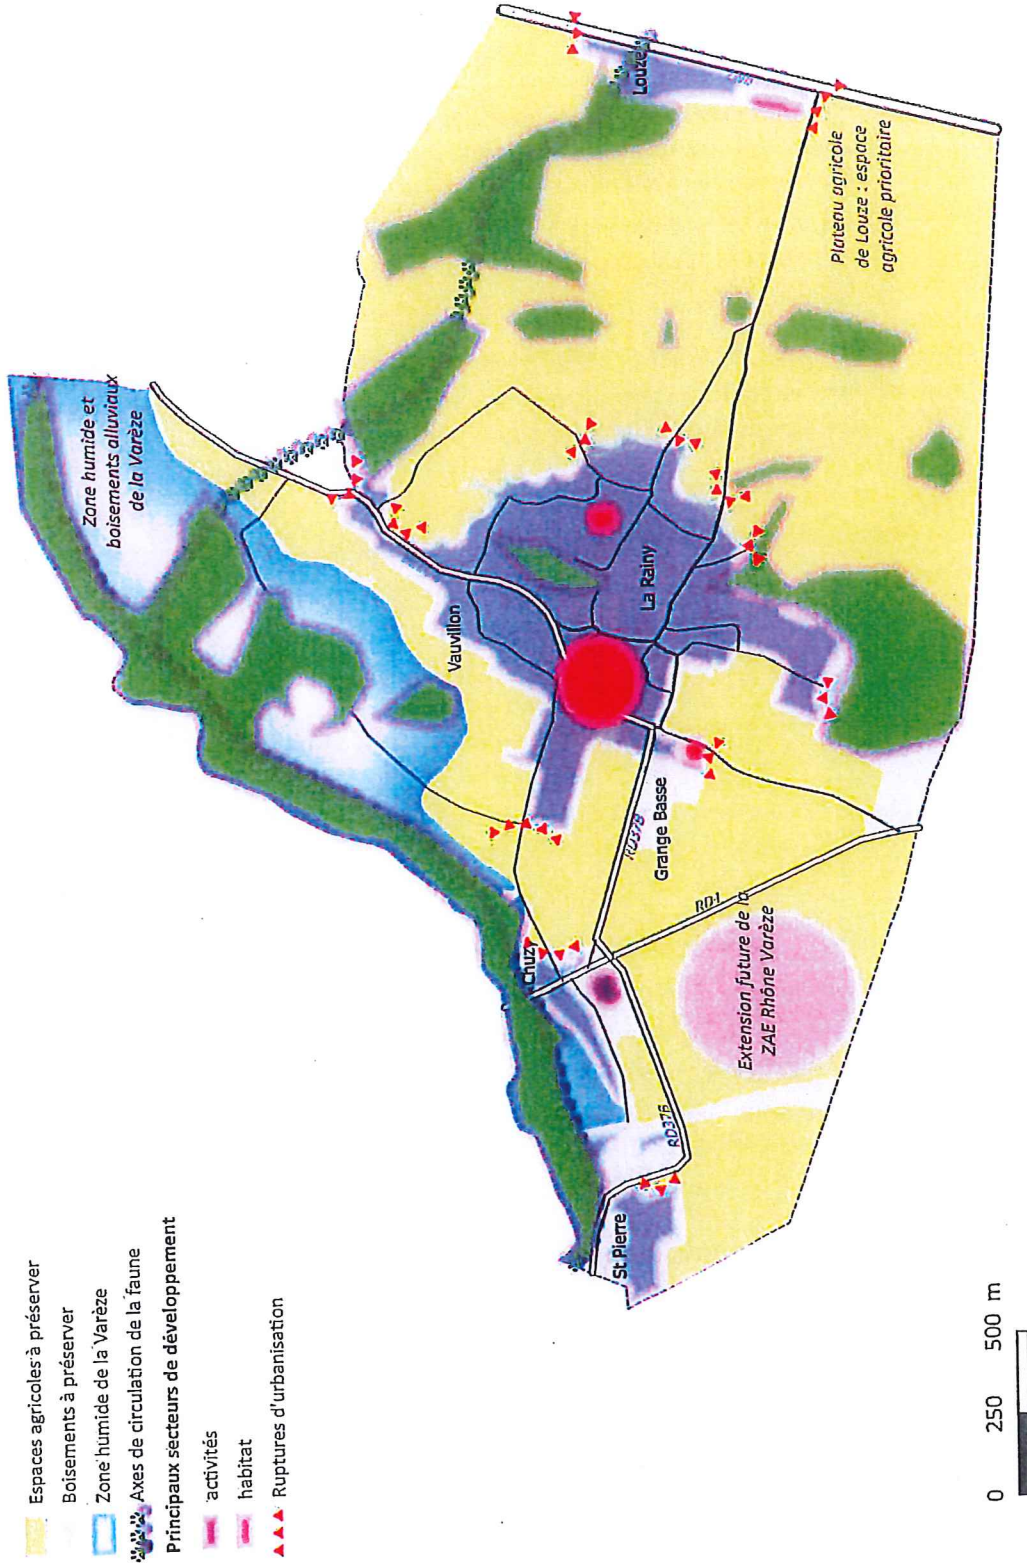 Espaces agricoles à préserver
Boisements à préserver
Zone humide de la Varèze
Axes de circulation de la faune
Principaux secteurs de développement
activités
habitat
Ruptures d'urbanisation
Zone humide et
boisements alluviaux
de la Varèze
Louze
Vauvillon
La Rainy
Plateau agricole
de Louze : espace
agricole prioritaire
Grange Basse
RD37B
RD4
Chuzy
Extension future de la
ZAE Rhône Varèze
RD37B
St Pierre
0 250 500 m